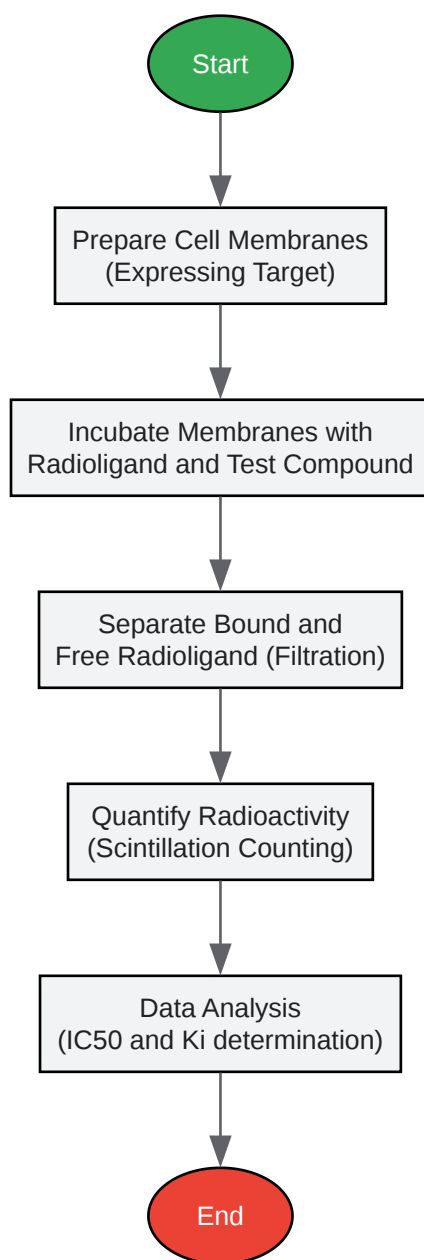 Start
Prepare Cell Membranes
(Expressing Target)
Incubate Membranes with
Radioligand and Test Compound
Separate Bound and
Free Radioligand (Filtration)
Quantify Radioactivity
(Scintillation Counting)
Data Analysis
(IC50 and Ki determination)
End